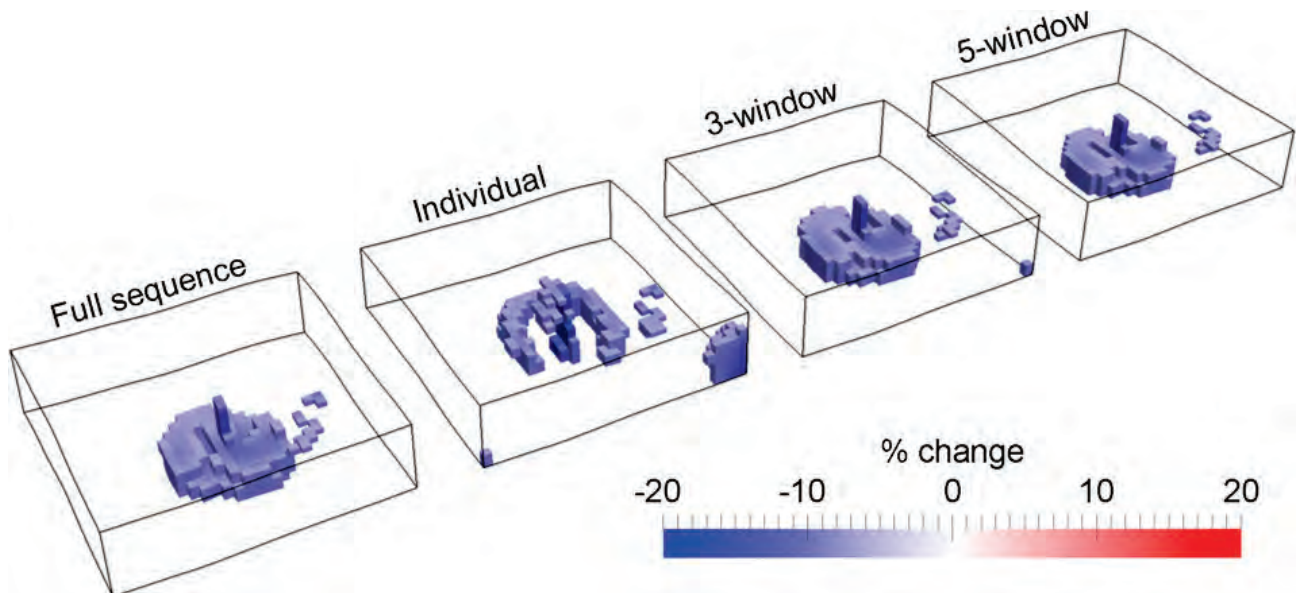 5-window
3-window
Individual
Full sequence
% change
-20 -10 0 10 20